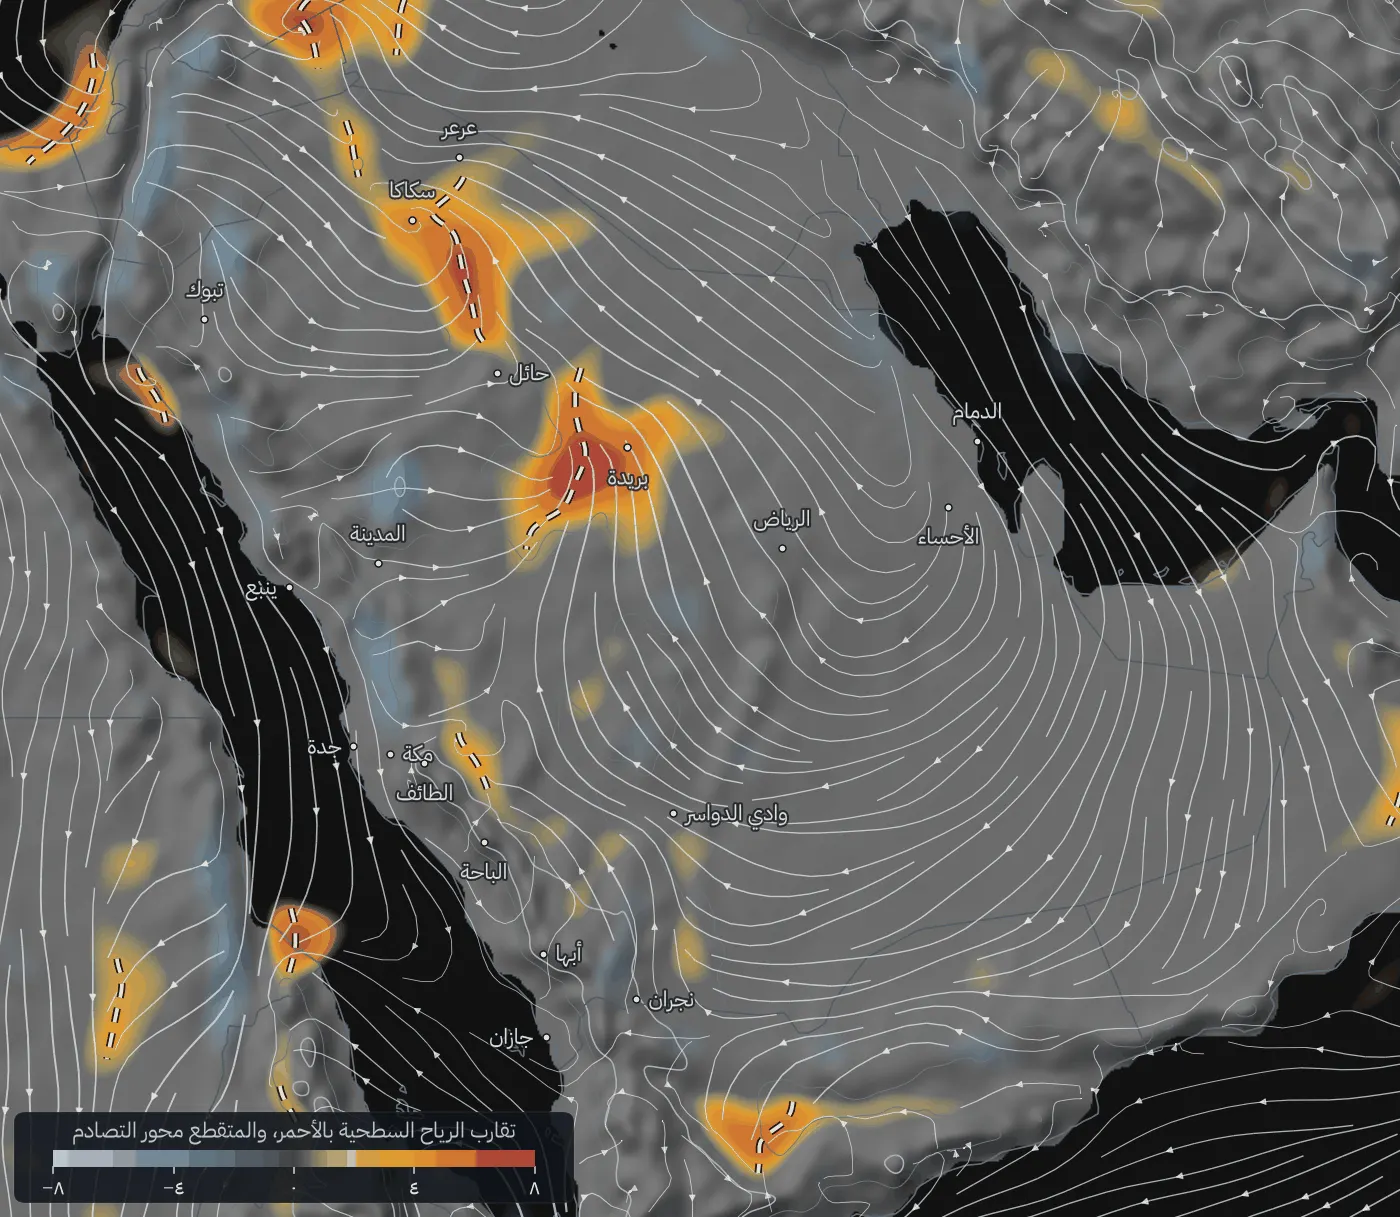 عرعر
سكاكا
تبوك
حائل
الدمام
بريدة
الرياض
الأحساء
المدينة
ينبع
جدة
مكة
الطائف
وادي الدواسر
الباحة
أبها
نجران
جازان
تقارب الرياح السطحية بالأحمر، والمتقطع محور التصادم
−٨ −٤ ٠ ٤ ٨